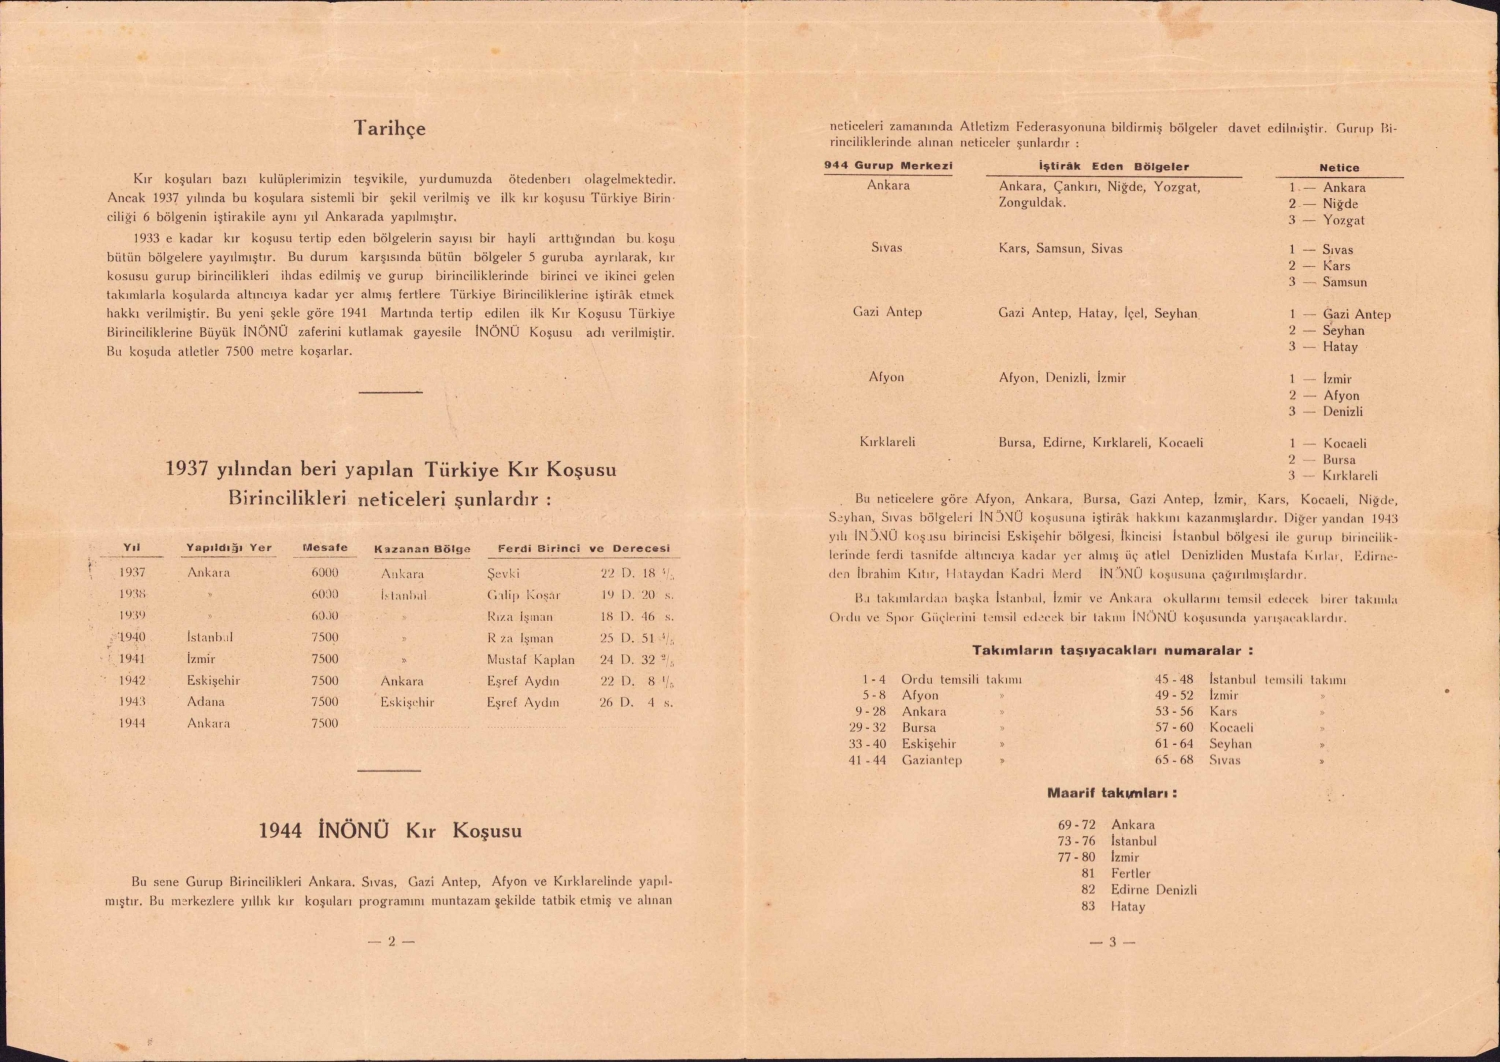 Tarihçe
Kır koşuları bazı kulüplerimizin teşvikile, yurdumuzda ötedenberi olagelmektedir.
Ancak 1937 yılında bu koşulara sistemli bir şekil verilmiş ve ilk kır koşusu Türkiye Birin-
ciliği 6 bölgenin iştirakile aynı yıl Ankarada yapılmıştır.
1933 e kadar kır koşusu tertip eden bölgelerin sayısı bir hayli arttığından bu koşu
bütün bölgelere yayılmıştır. Bu durum karşısında bütün bölgeler 5 guruba ayrılarak, kır
kosusu gurup birincilikleri ihdas edilmiş ve gurup birinciliklerinde birinci ve ikinci gelen
takımlarla koşularda altıncıya kadar yer almış fertlere Türkiye Birinciliklerine iştirâk etmek
hakkı verilmiştir. Bu yeni şekle göre 1941 Martında tertip edilen ilk Kır Koşusu Türkiye
Birinciliklerine Büyük İNÖNÜ zaferini kutlamak gayesile İNÖNÜ Koşusu adı verilmiştir.
Bu koşuda atletler 7500 metre koşarlar.
1937 yılından beri yapılan Türkiye Kır Koşusu
Birincilikleri neticeleri şunlardır :
Yıl Yapıldığı Yer Mesafe Kazanan Bölge Ferdi Birinci ve Derecesi
1937 Ankara 6000 Ankara Şevki 22 D. 18 1/5
1938 » 6000 İstanbul Galip Koşar 19 D. 20 s.
1939 » 6000 » Rıza İşman 18 D. 46 s.
1940 İstanbul 7500 » R za İşman 25 D. 51 4/5
1941 İzmir 7500 » Mustaf Kaplan 24 D. 32 2/5
1942 Eskişehir 7500 Ankara Eşref Aydın 22 D. 8 1/5
1943 Adana 7500 Eskişehir Eşref Aydın 26 D. 4 s.
1944 Ankara 7500
1944 İNÖNÜ Kır Koşusu
Bu sene Gurup Birincilikleri Ankara. Sıvas, Gazi Antep, Afyon ve Kırklarelinde yapıl-
mıştır. Bu merkezlere yıllık kır koşuları programını muntazam şekilde tatbik etmiş ve alınan
— 2 —
neticeleri zamanında Atletizm Federasyonuna bildirmiş bölgeler davet edilmiştir. Gurup Bi-
rinciliklerinde alınan neticeler şunlardır :
944 Gurup Merkezi İştirâk Eden Bölgeler Netice
Ankara Ankara, Çankırı, Niğde, Yozgat, 1 — Ankara
Zonguldak. 2 — Niğde
3 — Yozgat
Sıvas Kars, Samsun, Sivas 1 — Sıvas
2 — Kars
3 — Samsun
Gazi Antep Gazi Antep, Hatay, İçel, Seyhan 1 — Gazi Antep
2 — Seyhan
3 — Hatay
Afyon Afyon, Denizli, İzmir 1 — İzmir
2 — Afyon
3 — Denizli
Kırklareli Bursa, Edirne, Kırklareli, Kocaeli 1 — Kocaeli
2 — Bursa
3 — Kırklareli
Bu neticelere göre Afyon, Ankara, Bursa, Gazi Antep, İzmir, Kars, Kocaeli, Niğde,
Seyhan, Sıvas bölgeleri İNÖNÜ koşusuna iştirâk hakkını kazanmışlardır. Diğer yandan 1943
yılı İNÖNÜ koşusu birincisi Eskişehir bölgesi, İkincisi İstanbul bölgesi ile gurup birincilik-
lerinde ferdi tasnifde altıncıya kadar yer almış üç atlet Denizliden Mustafa Kırlar, Edirne-
den İbrahim Kıtır, Hataydan Kadri Merd İNÖNÜ koşusuna çağırılmışlardır.
Bu takımlardan başka İstanbul, İzmir ve Ankara okullarını temsil edecek birer takımla
Ordu ve Spor Güçlerini temsil edecek bir takım İNÖNÜ koşusunda yarışacaklardır.
Takımların taşıyacakları numaralar :
1 - 4 Ordu temsili takımı 45 - 48 İstanbul temsili takımı
5 - 8 Afyon » 49 - 52 İzmir »
9 - 28 Ankara » 53 - 56 Kars »
29 - 32 Bursa » 57 - 60 Kocaeli »
33 - 40 Eskişehir » 61 - 64 Seyhan »
41 - 44 Gaziantep » 65 - 68 Sıvas »
Maarif takımları :
69 - 72 Ankara
73 - 76 İstanbul
77 - 80 İzmir
81 Fertler
82 Edirne Denizli
83 Hatay
— 3 —